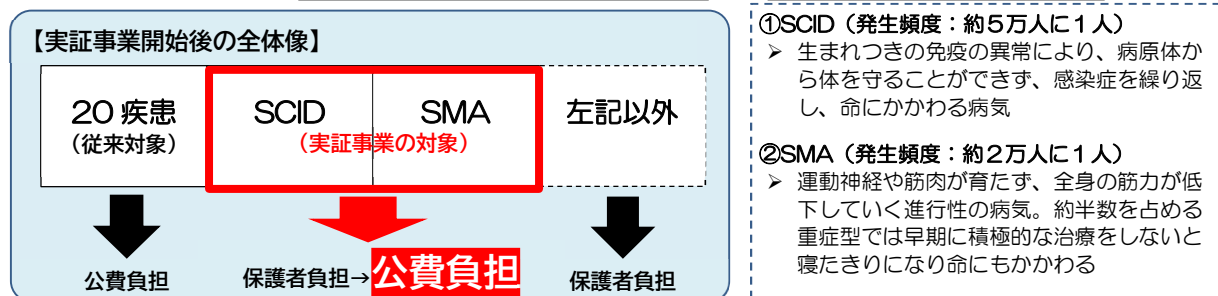 【実証事業開始後の全体像】
20 疾患
(従来対象)
SCID
SMA
(実証事業の対象)
左記以外
公費負担
保護者負担→公費負担
保護者負担
①SCID(発生頻度:約5万人に1人)
➢ 生まれつきの免疫の異常により、病原体か
ら体を守ることができず、感染症を繰り返
し、命にかかわる病気
②SMA(発生頻度:約2万人に1人)
➢ 運動神経や筋肉が育たず、全身の筋力が低
下していく進行性の病気。約半数を占める
重症型では早期に積極的な治療をしないと
寝たきりになり命にもかかわる